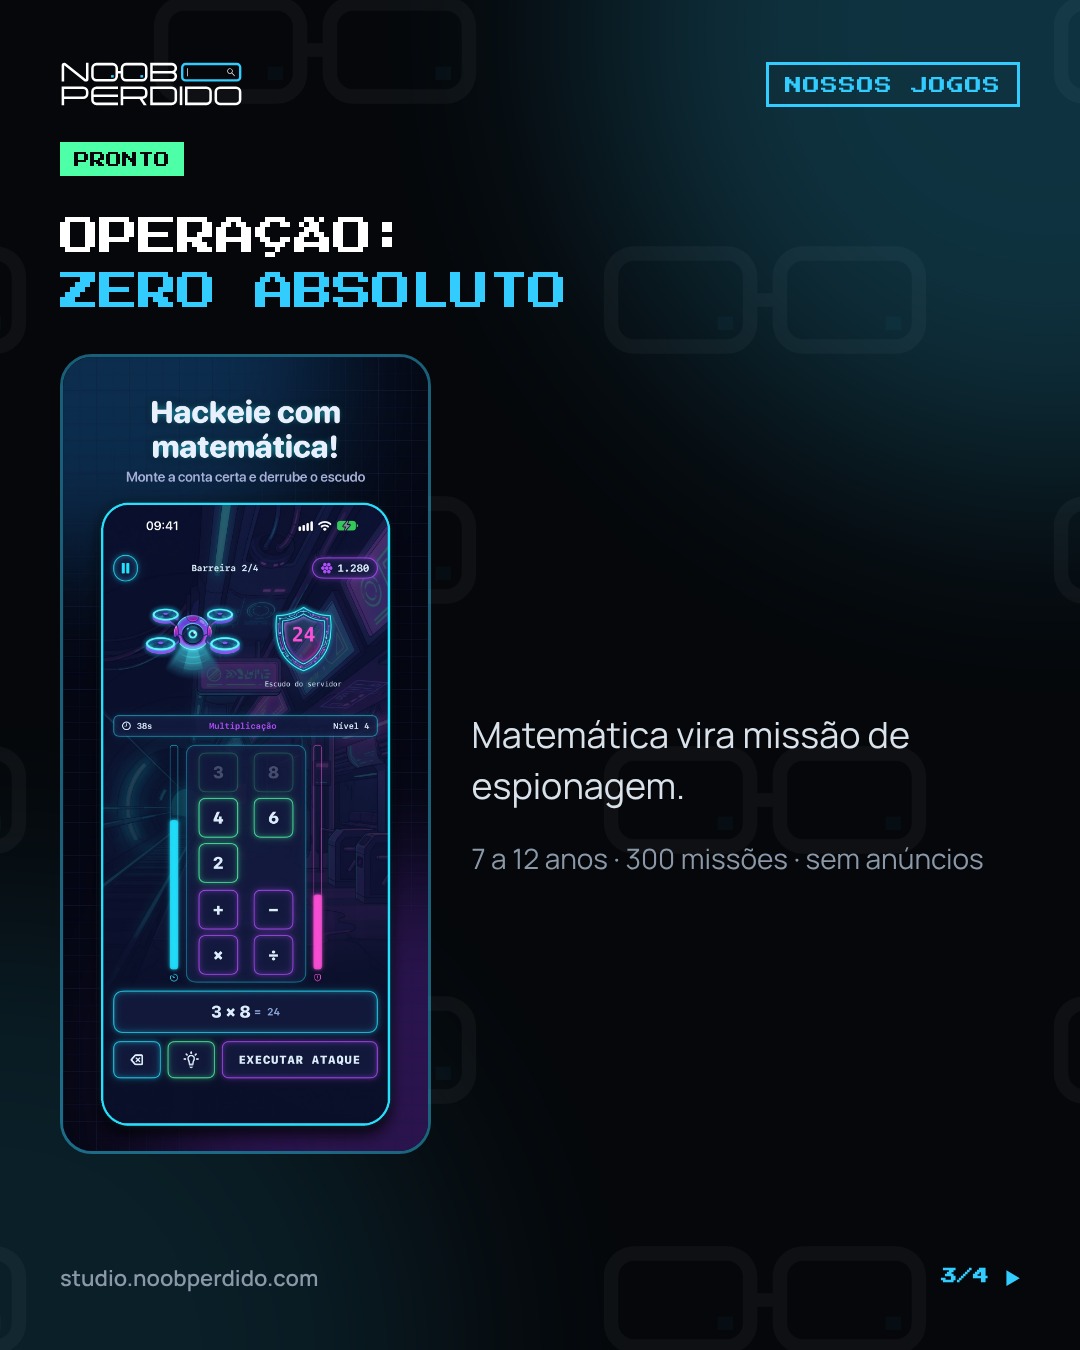 NOOB
PERDIDO
NOSSOS JOGOS
PRONTO
OPERAÇÃO:
ZERO ABSOLUTO
Hackeie com
matemática!
Monte a conta certa e derrube o escudo
09:41
Barreira 2/4
1.280
24
Escudo do servidor
38s Multiplicação Nível 4
3 8
4 6
2
+ −
× ÷
3 × 8 = 24
EXECUTAR ATAQUE
Matemática vira missão de
espionagem.
7 a 12 anos · 300 missões · sem anúncios
studio.noobperdido.com
3/4